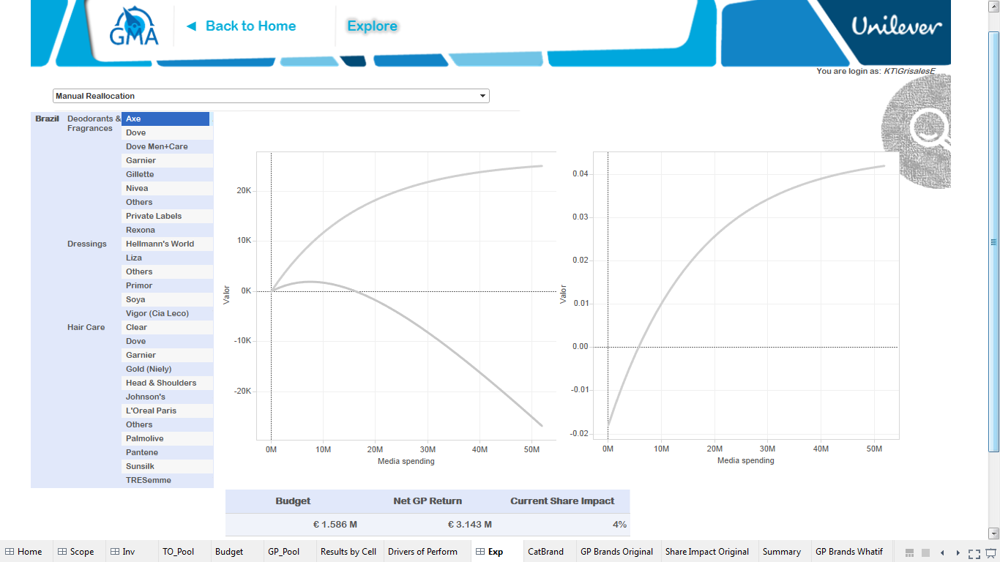 GMA
◄ Back to Home
Explore
Unilever
You are login as: KT\GrisalesE
Manual Reallocation
Brazil
Deodorants & Fragrances
Axe
Dove
Dove Men+Care
Garnier
Gillette
Nivea
Others
Private Labels
Rexona
Dressings
Hellmann's World
Liza
Others
Primor
Soya
Vigor (Cia Leco)
Hair Care
Clear
Dove
Garnier
Gold (Niely)
Head & Shoulders
Johnson's
L'Oreal Paris
Others
Palmolive
Pantene
Sunsilk
TRESemme
Valor
20K
10K
0K
-10K
-20K
0M 10M 20M 30M 40M 50M
Media spending
Valor
0.04
0.03
0.02
0.01
0.00
-0.01
-0.02
0M 10M 20M 30M 40M 50M
Media spending
Budget Net GP Return Current Share Impact
€ 1.586 M € 3.143 M 4%
Home Scope Inv TO_Pool Budget GP_Pool Results by Cell Drivers of Perform Exp CatBrand GP Brands Original Share Impact Original Summary GP Brands Whatif